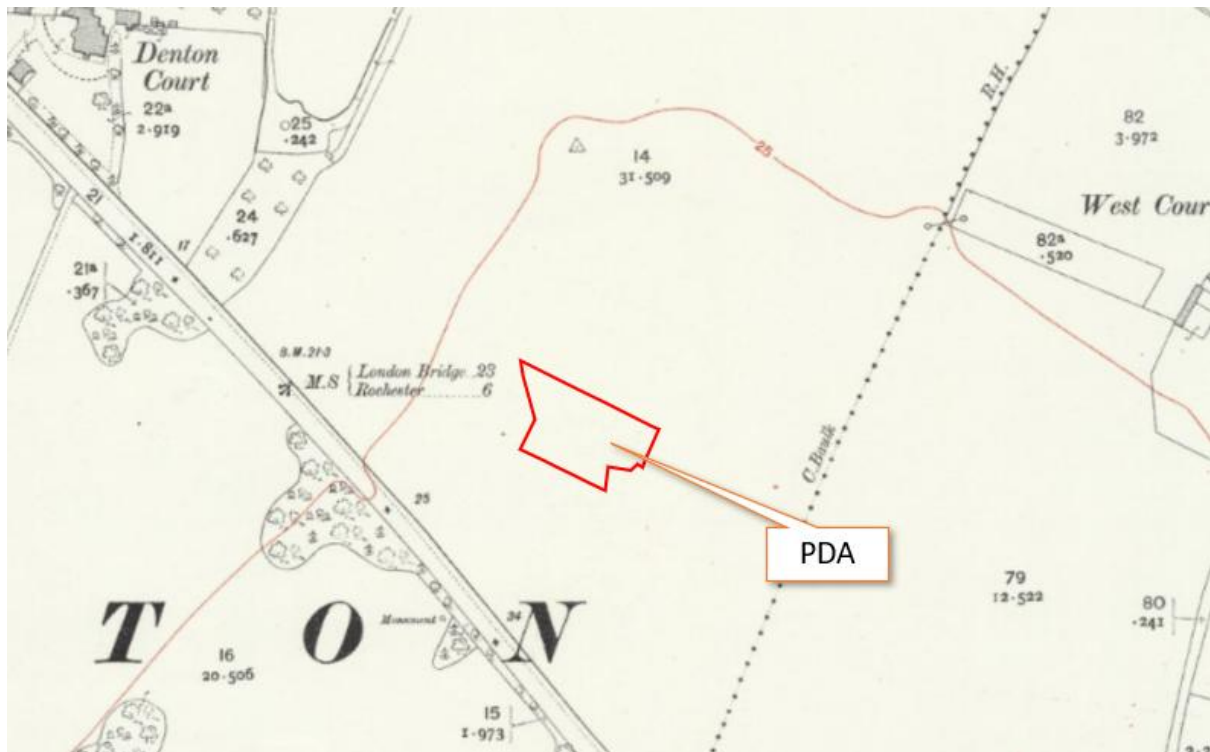 Denton
Court
22a
2.919
25
.242
14
31.509
25
R.H.
82
3.972
West Cour
82a
.520
24
.627
21
1.811
17
21a
.367
B.M.21.3
M.S { London Bridge 23
Rochester 6
C.Baulk
PDA
25
79
12.522
80
.241
34
Monument
T O N
16
20.506
15
1.973